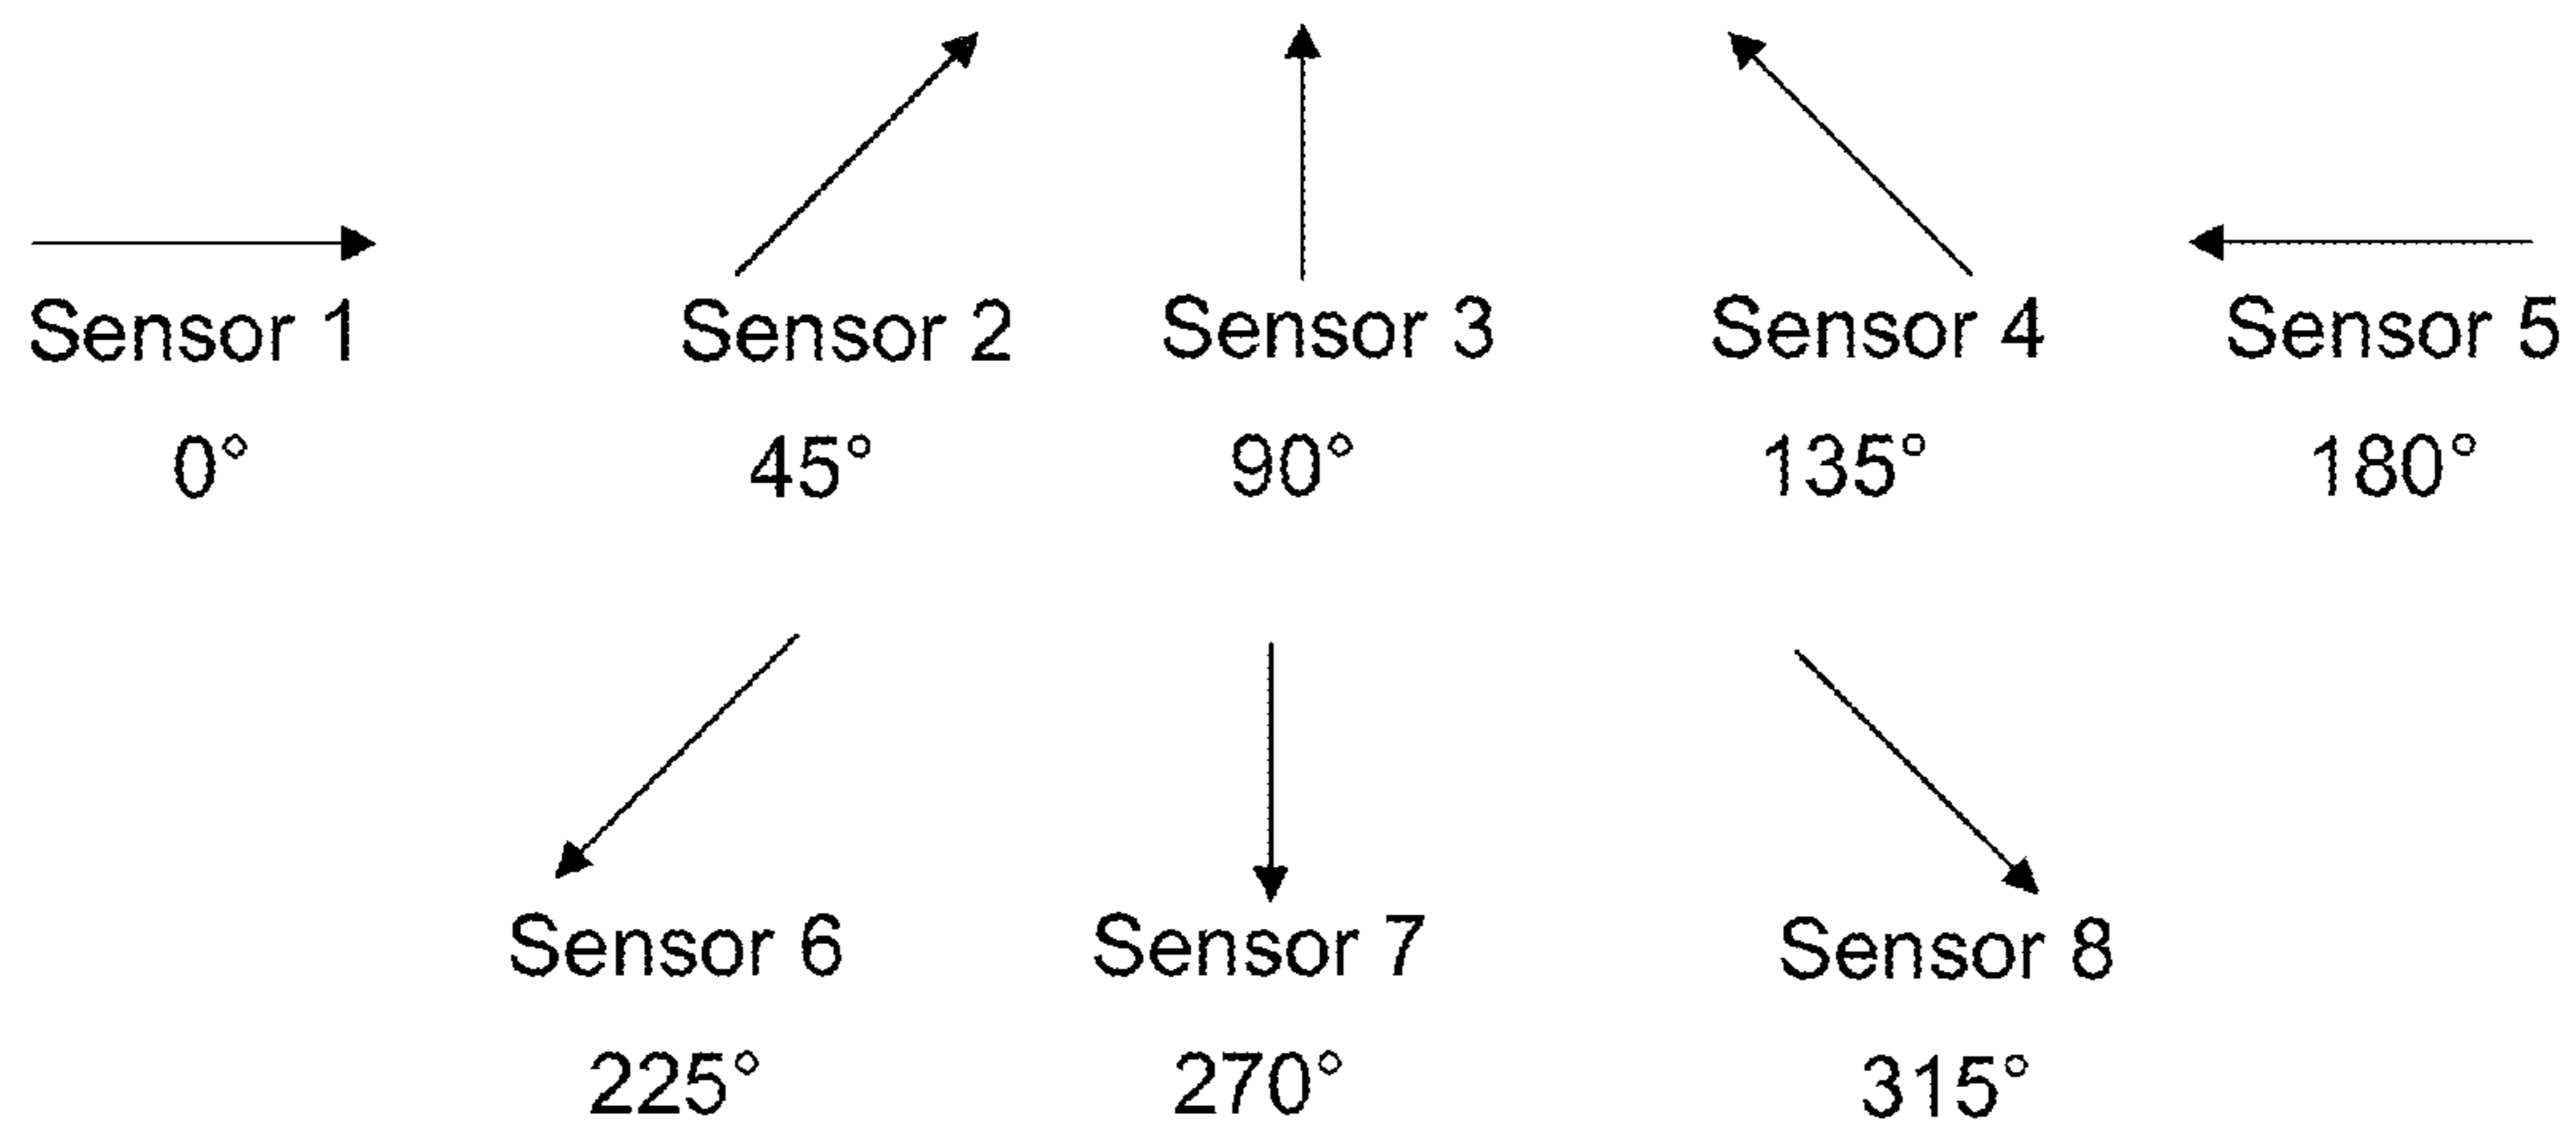 Sensor 1 Sensor 2 Sensor 3 Sensor 4 Sensor 5
0° 45° 90° 135° 180°
Sensor 6 Sensor 7 Sensor 8
225° 270° 315°